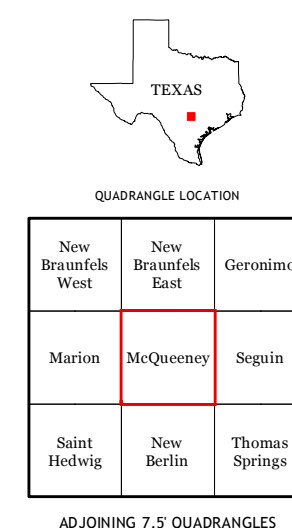 TEXAS
QUADRANGLE LOCATION
New Braunfels West
New Braunfels East
Geronimo
Marion
McQueeney
Seguin
Saint Hedwig
New Berlin
Thomas Springs
ADJOINING 7.5' QUADRANGLES